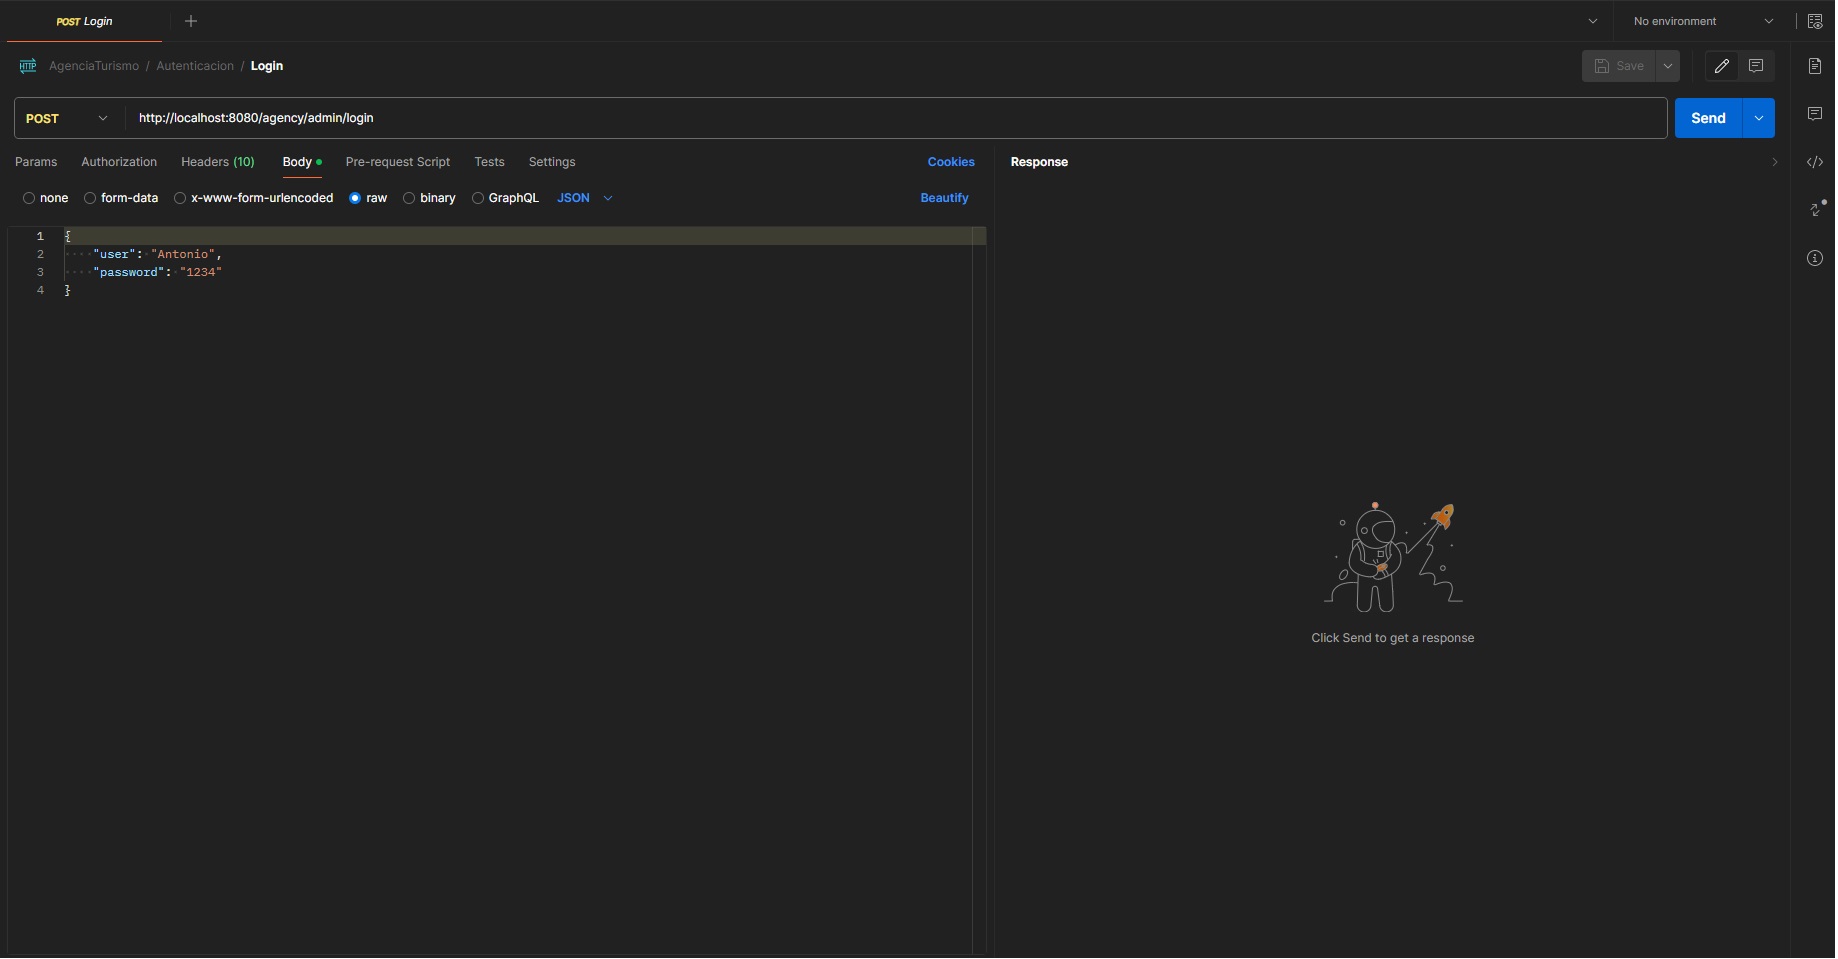 POST Login
No environment
HTTP AgenciaTurismo / Autenticacion / Login
Save
POST http://localhost:8080/agency/admin/login
Send
Params Authorization Headers (10) Body Pre-request Script Tests Settings Cookies
Response
none form-data x-www-form-urlencoded raw binary GraphQL JSON Beautify
1 {
2 ····"user":·"Antonio",
3 ····"password":·"1234"
4 }
Click Send to get a response